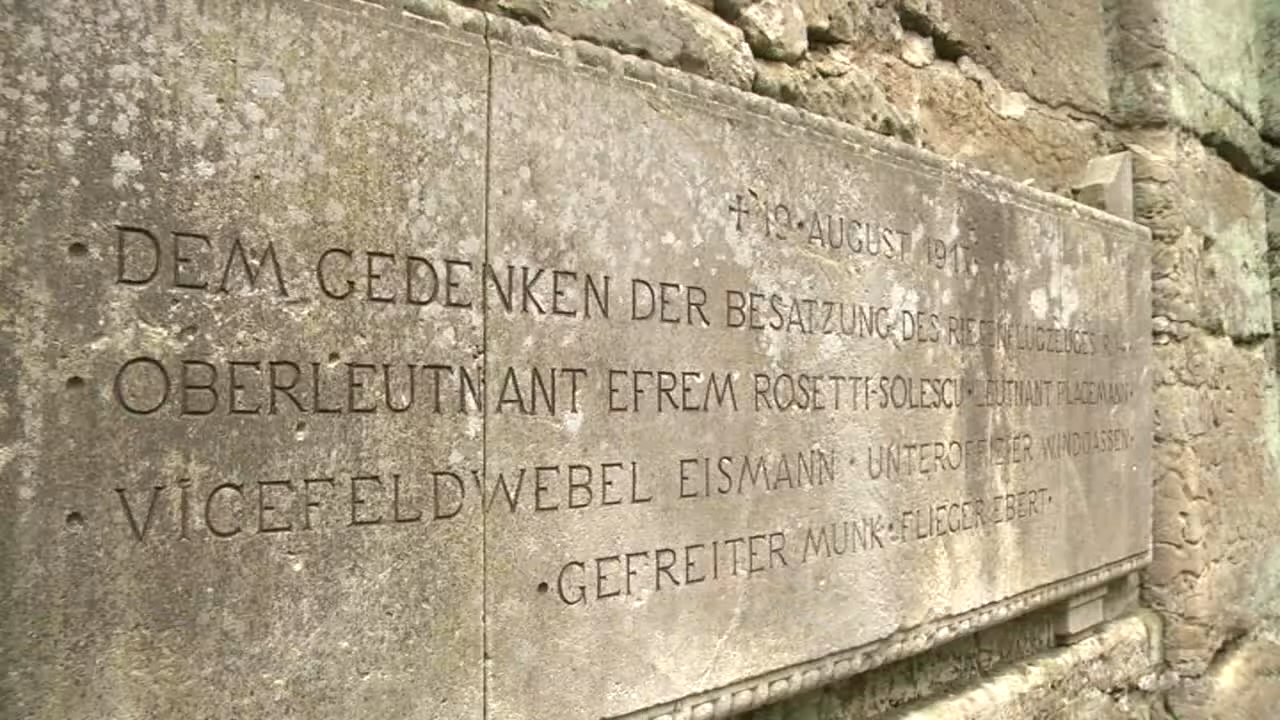 ✝ 19 · AUGUST 1917
· DEM GEDENKEN DER BESATZUNG DES RIESENFLUGZEUGES
· OBERLEUTNANT EFREM ROSETTI-SOLESCU · LEUTNANT PLAGEMANN ·
· VICEFELDWEBEL EISMANN · UNTEROFFIZIER WINDGASSEN ·
· GEFREITER MUNK · FLIEGER EBERT ·